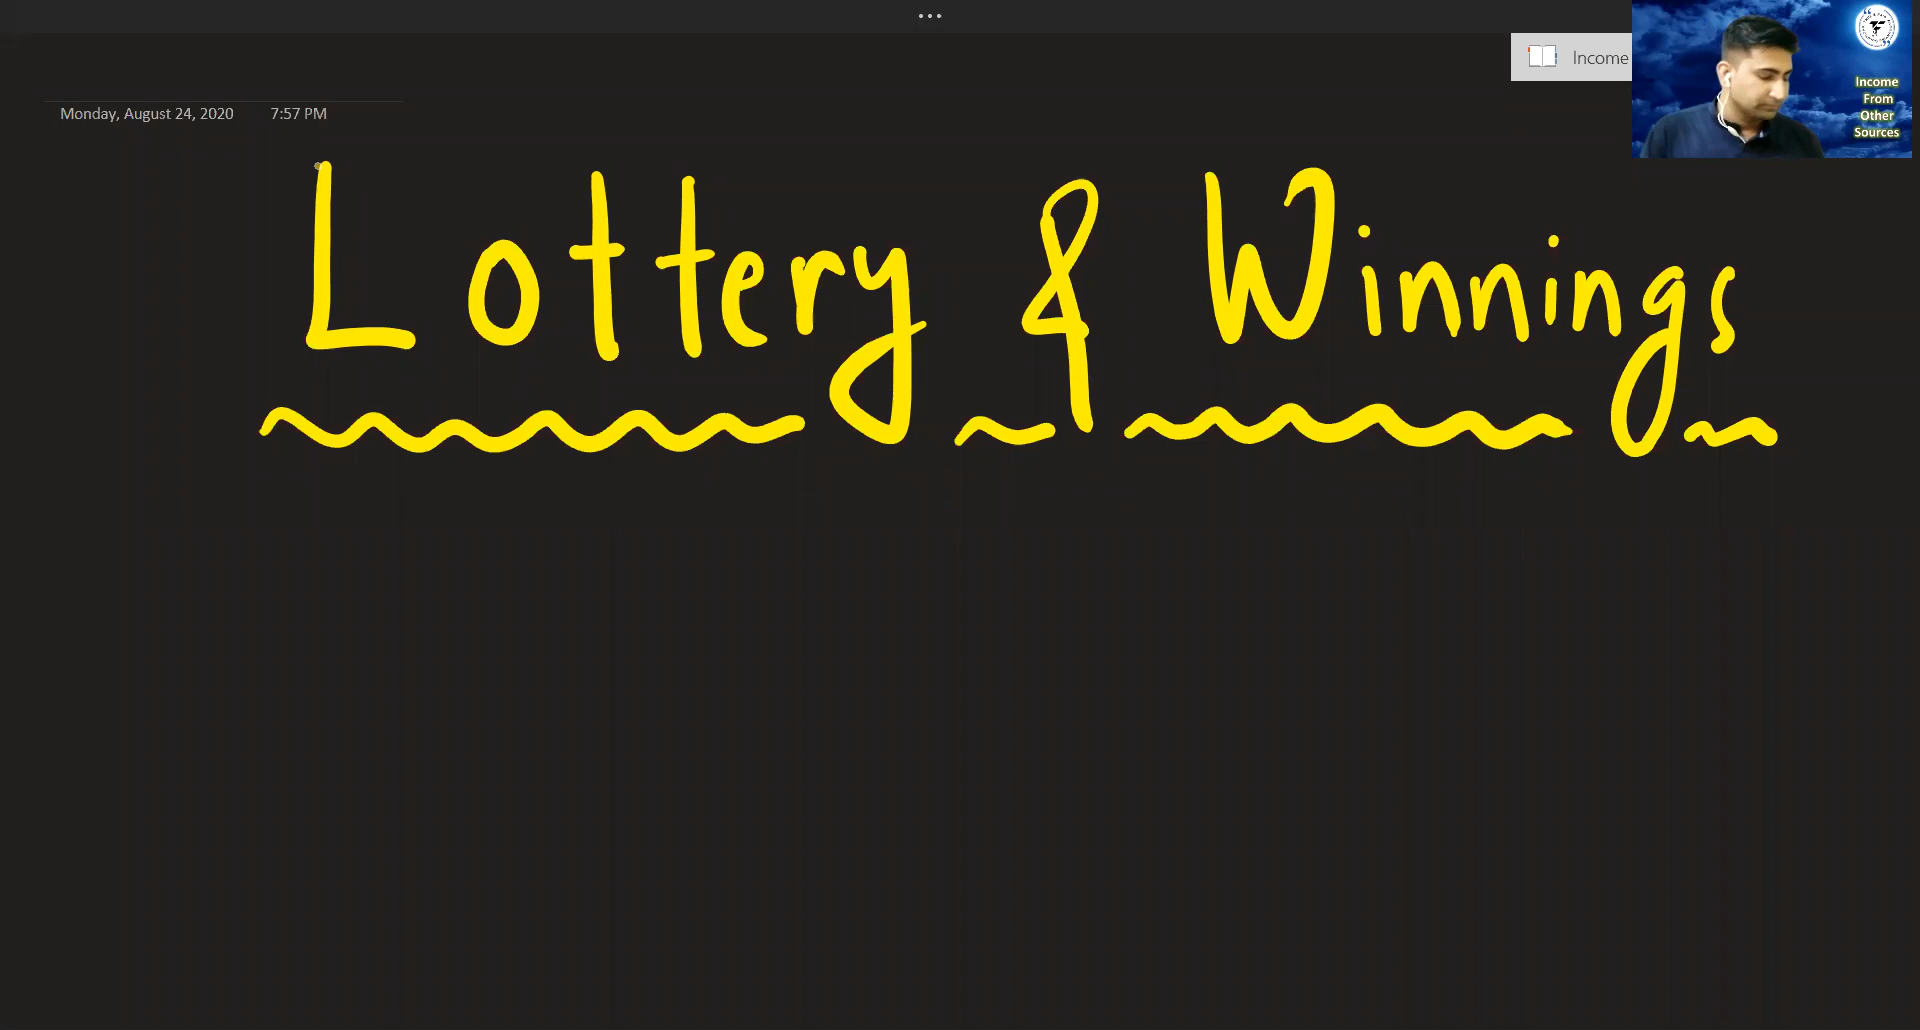 Income
Income
From
Other
Sources
Monday, August 24, 2020 7:57 PM
Lottery & Winnings